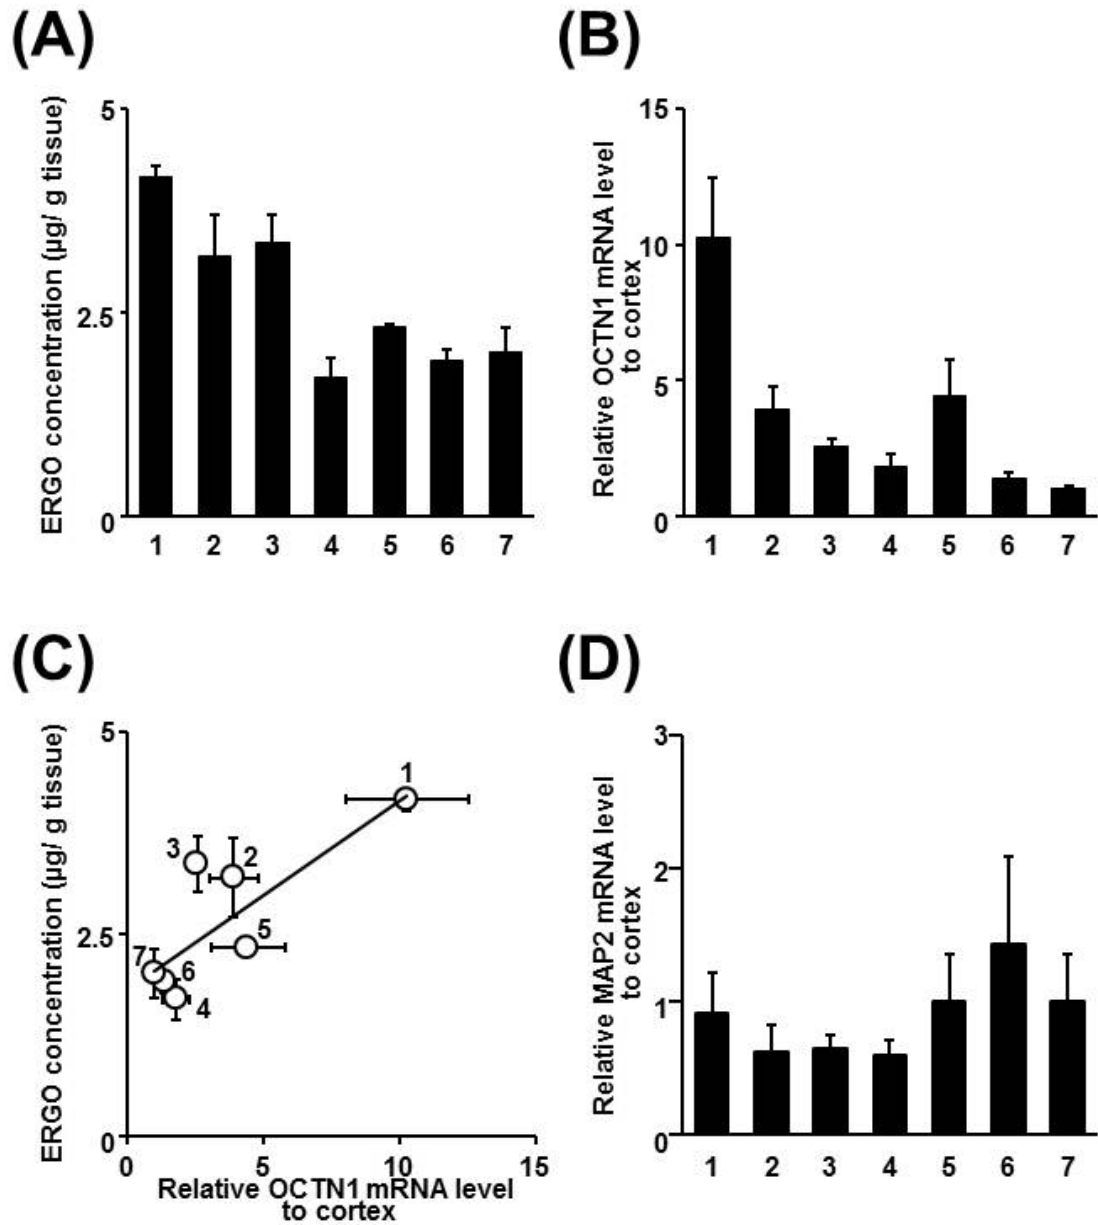 (A)
ERGO concentration (µg/ g tissue)
5
2.5
0
1 2 3 4 5 6 7
(B)
Relative OCTN1 mRNA level
to cortex
15
10
5
0
1 2 3 4 5 6 7
(C)
ERGO concentration (µg/ g tissue)
5
2.5
0
1
3
2
5
7
6
4
0 5 10 15
Relative OCTN1 mRNA level
to cortex
(D)
Relative MAP2 mRNA level
to cortex
3
2
1
0
1 2 3 4 5 6 7